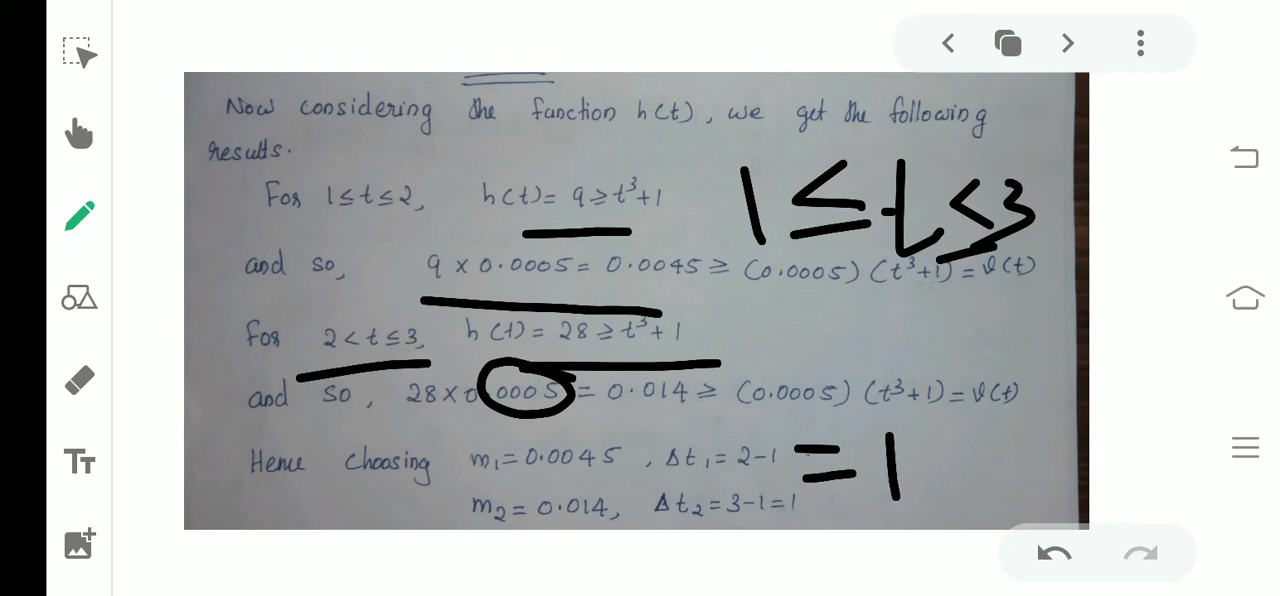 Now considering the function h(t), we get the following
results.
For 1≤t≤2, h(t)= 9≥t³+1
1 ≤ t ≤ 3
and so, 9 × 0.0005 = 0.0045 ≥ (0.0005) (t³+1) = v(t)
For 2<t≤3, h(t)= 28 ≥ t³+1
and so, 28×0.0005 = 0.014 ≥ (0.0005) (t³+1) = v(t)
Hence choosing m₁=0.0045, Δt₁=2-1 = 1
m₂=0.014, Δt₂=3-1=1
TT